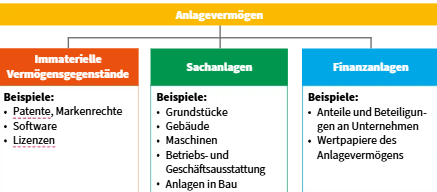 Anlagevermögen
Immaterielle
Vermögensgegenstände
Beispiele:
• Patente, Markenrechte
• Software
• Lizenzen
Sachanlagen
Beispiele:
• Grundstücke
• Gebäude
• Maschinen
• Betriebs- und
Geschäftsausstattung
• Anlagen in Bau
Finanzanlagen
Beispiele:
• Anteile und Beteiligun-
gen an Unternehmen
• Wertpapiere des
Anlagevermögens